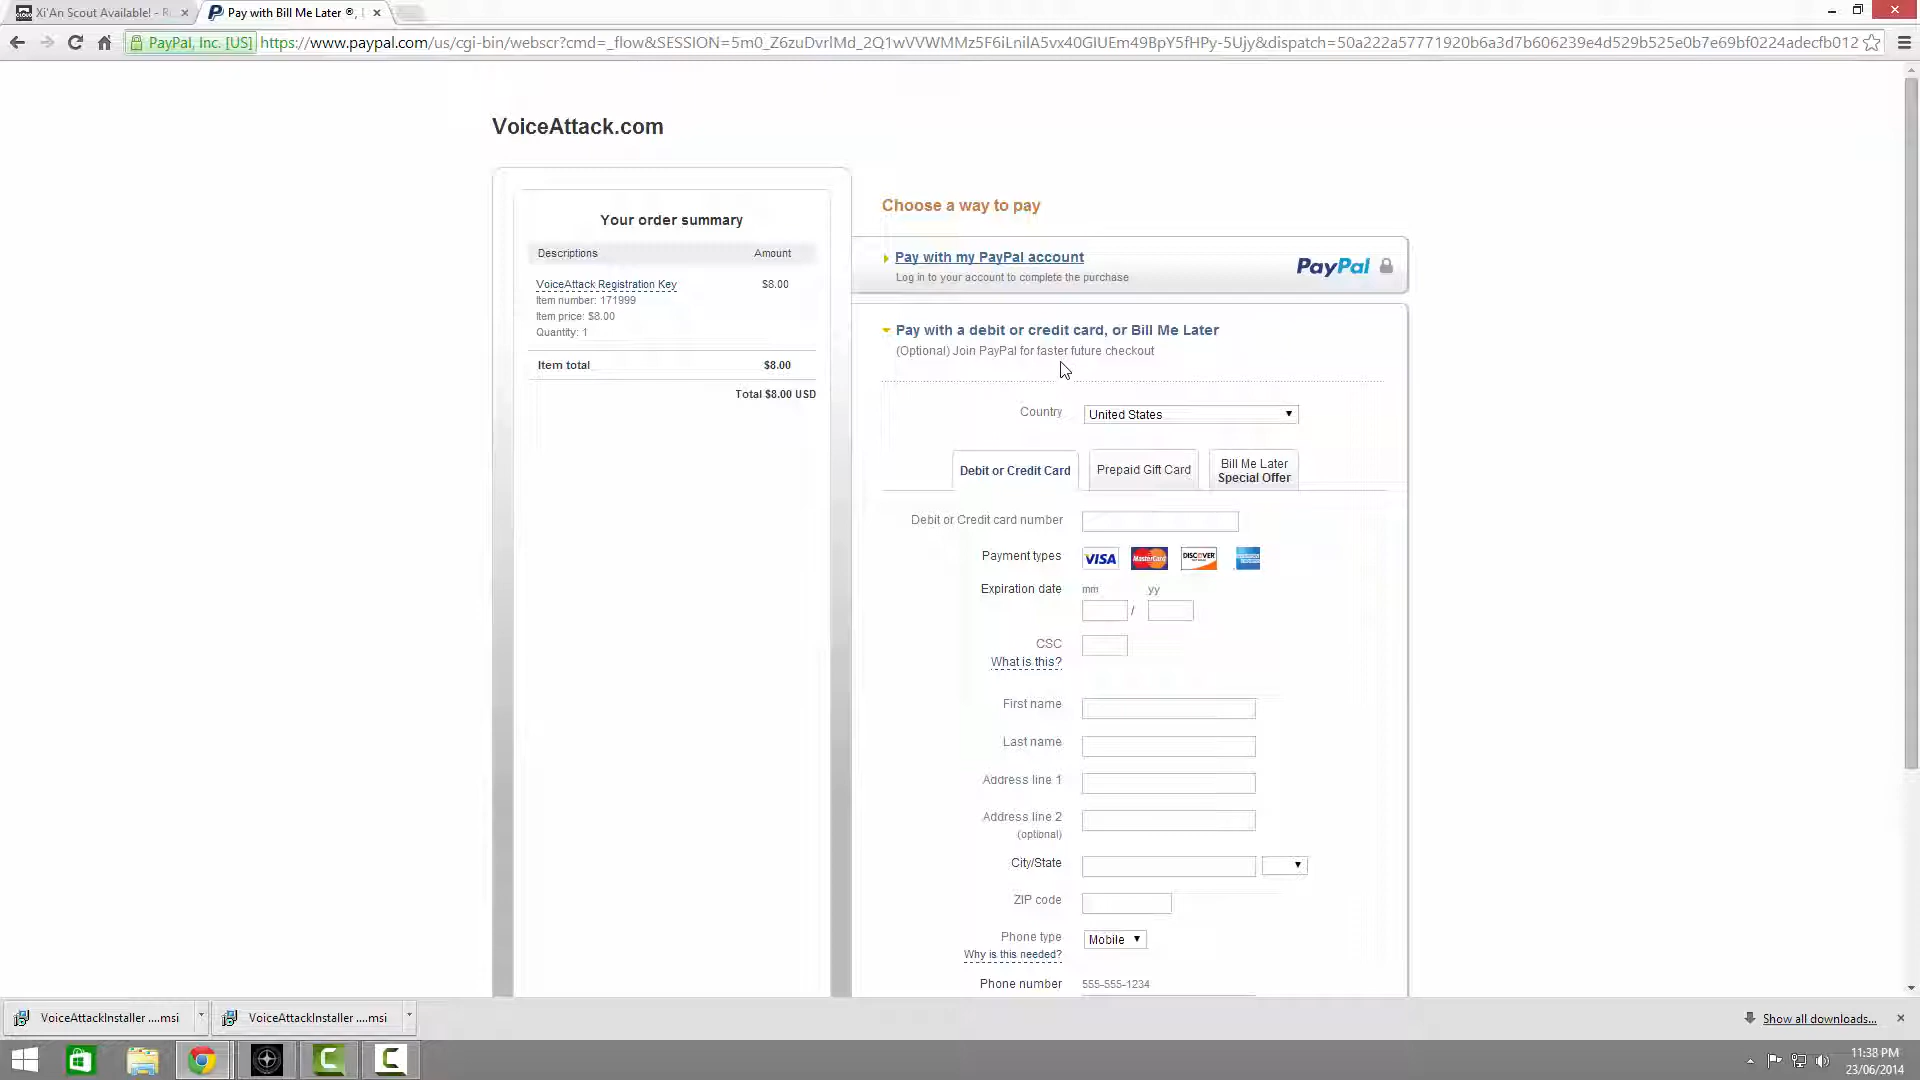 Xi'An Scout Available! - R
Pay with Bill Me Later ®,
PayPal, Inc. [US]
https://www.paypal.com/us/cgi-bin/webscr?cmd=_flow&SESSION=5m0_Z6zuDvrlMd_2Q1wVVWMMz5F6iLnilA5vx40GIUEm49BpY5fHPy-5Ujy&dispatch=50a222a57771920b6a3d7b606239e4d529b525e0b7e69bf0224adecfb012
VoiceAttack.com
Your order summary
Descriptions Amount
VoiceAttack Registration Key $8.00
Item number: 171999
Item price: $8.00
Quantity: 1
Item total $8.00
Total $8.00 USD
Choose a way to pay
Pay with my PayPal account
Log in to your account to complete the purchase
PayPal
Pay with a debit or credit card, or Bill Me Later
(Optional) Join PayPal for faster future checkout
Country United States
Debit or Credit Card
Prepaid Gift Card
Bill Me Later
Special Offer
Debit or Credit card number
Payment types VISA MasterCard DISCOVER
Expiration date mm yy
/
CSC
What is this?
First name
Last name
Address line 1
Address line 2
(optional)
City/State
ZIP code
Phone type Mobile
Why is this needed?
Phone number 555-555-1234
VoiceAttackInstaller ....msi
VoiceAttackInstaller ....msi
Show all downloads...
11:38 PM
23/06/2014